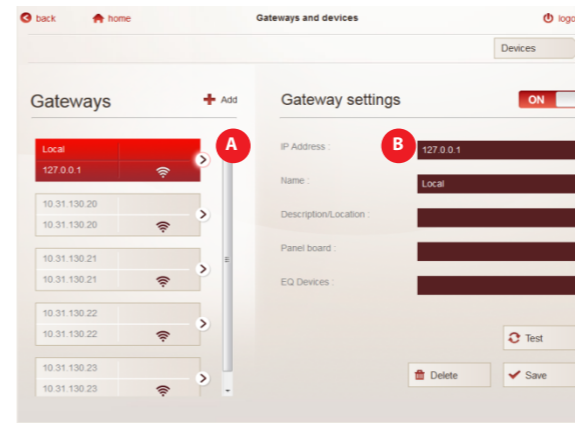 back home Gateways and devices logo
Devices
Gateways Add Gateway settings ON
Local A IP Address : B 127.0.0.1
127.0.0.1
Name : Local
10.31.130.20
10.31.130.20
Description/Location :
10.31.130.21
Panel board :
10.31.130.21
EQ Devices :
10.31.130.22
10.31.130.22
Test
10.31.130.23
10.31.130.23
Delete Save